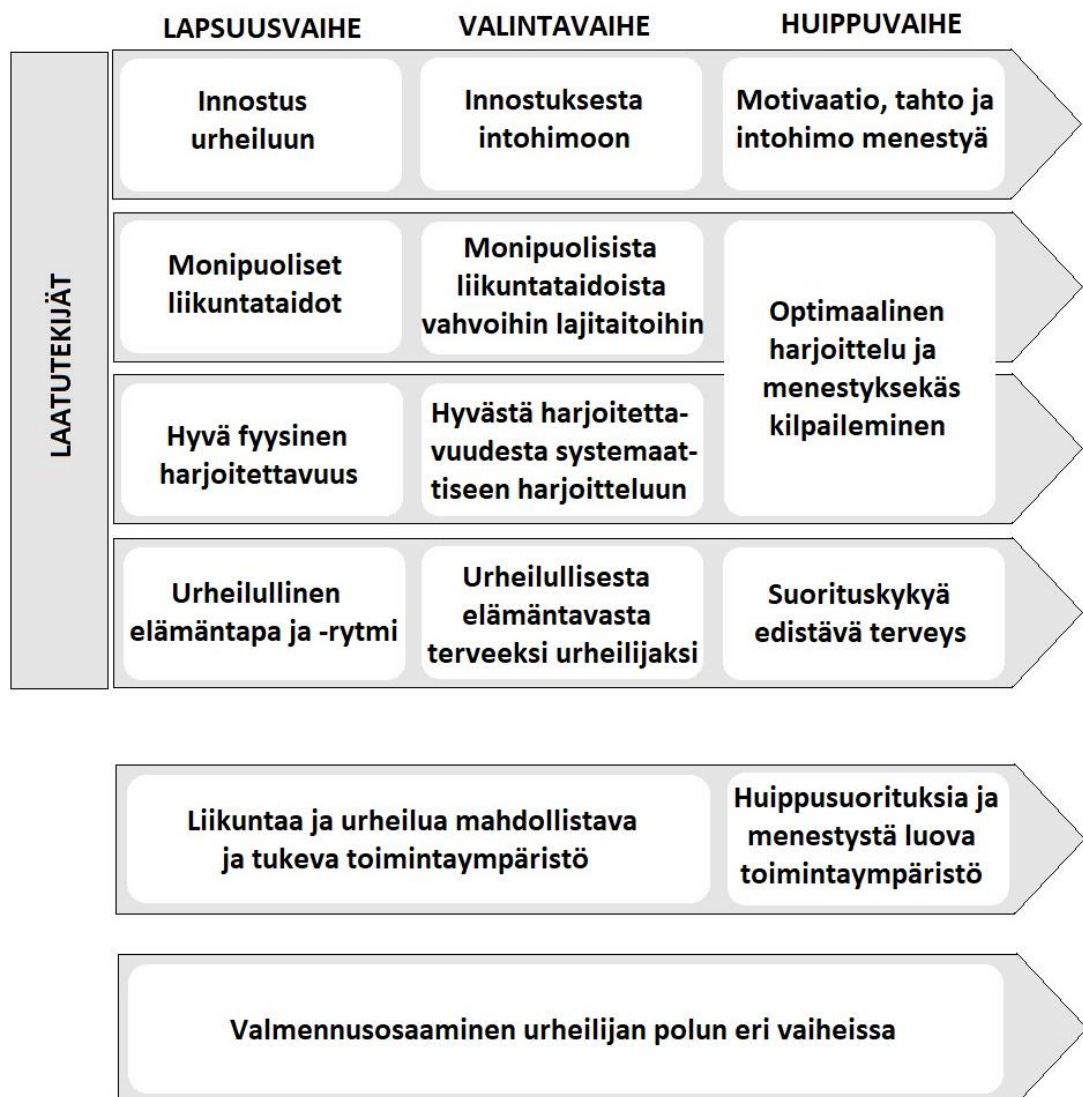 LAPSUUSVAIHE
VALINTAVAIHE
HUIPPUVAIHE
LAATUTEKIJÄT
Innostus
urheiluun
Innostuksesta
intohimoon
Motivaatio, tahto ja
intohimo menestyä
Monipuoliset
liikuntataidot
Monipuolisista
liikuntataidoista
vahvoihin lajitaitoihin
Optimaalinen
harjoittelu ja
menestyksekäs
kilpaileminen
Hyvä fyysinen
harjoitettavuus
Hyvästä harjoitetta-
vuudesta systemaat-
tiseen harjoitteluun
Urheilullinen
elämäntapa ja -rytmi
Urheilullisesta
elämäntavasta
terveeksi urheilijaksi
Suorituskykyä
edistävä terveys
Liikuntaa ja urheilua mahdollistava
ja tukeva toimintaympäristö
Huippusuorituksia ja
menestystä luova
toimintaympäristö
Valmennusosaaminen urheilijan polun eri vaiheissa